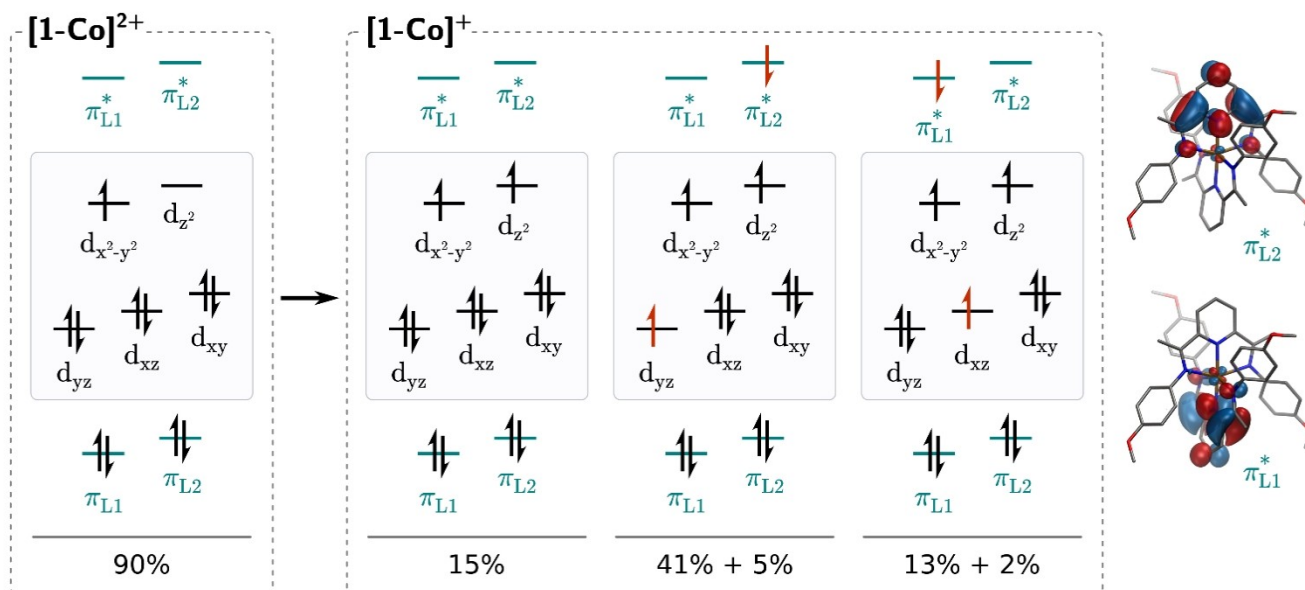 [1-Co]²⁺
π*L1
π*L2
dx²-y²
dz²
dyz
dxz
dxy
πL1
πL2
90%
[1-Co]⁺
π*L1
π*L2
dx²-y²
dz²
dyz
dxz
dxy
πL1
πL2
15%
π*L1
π*L2
dx²-y²
dz²
dyz
dxz
dxy
πL1
πL2
41% + 5%
π*L1
π*L2
dx²-y²
dz²
dyz
dxz
dxy
πL1
πL2
13% + 2%
π*L2
π*L1